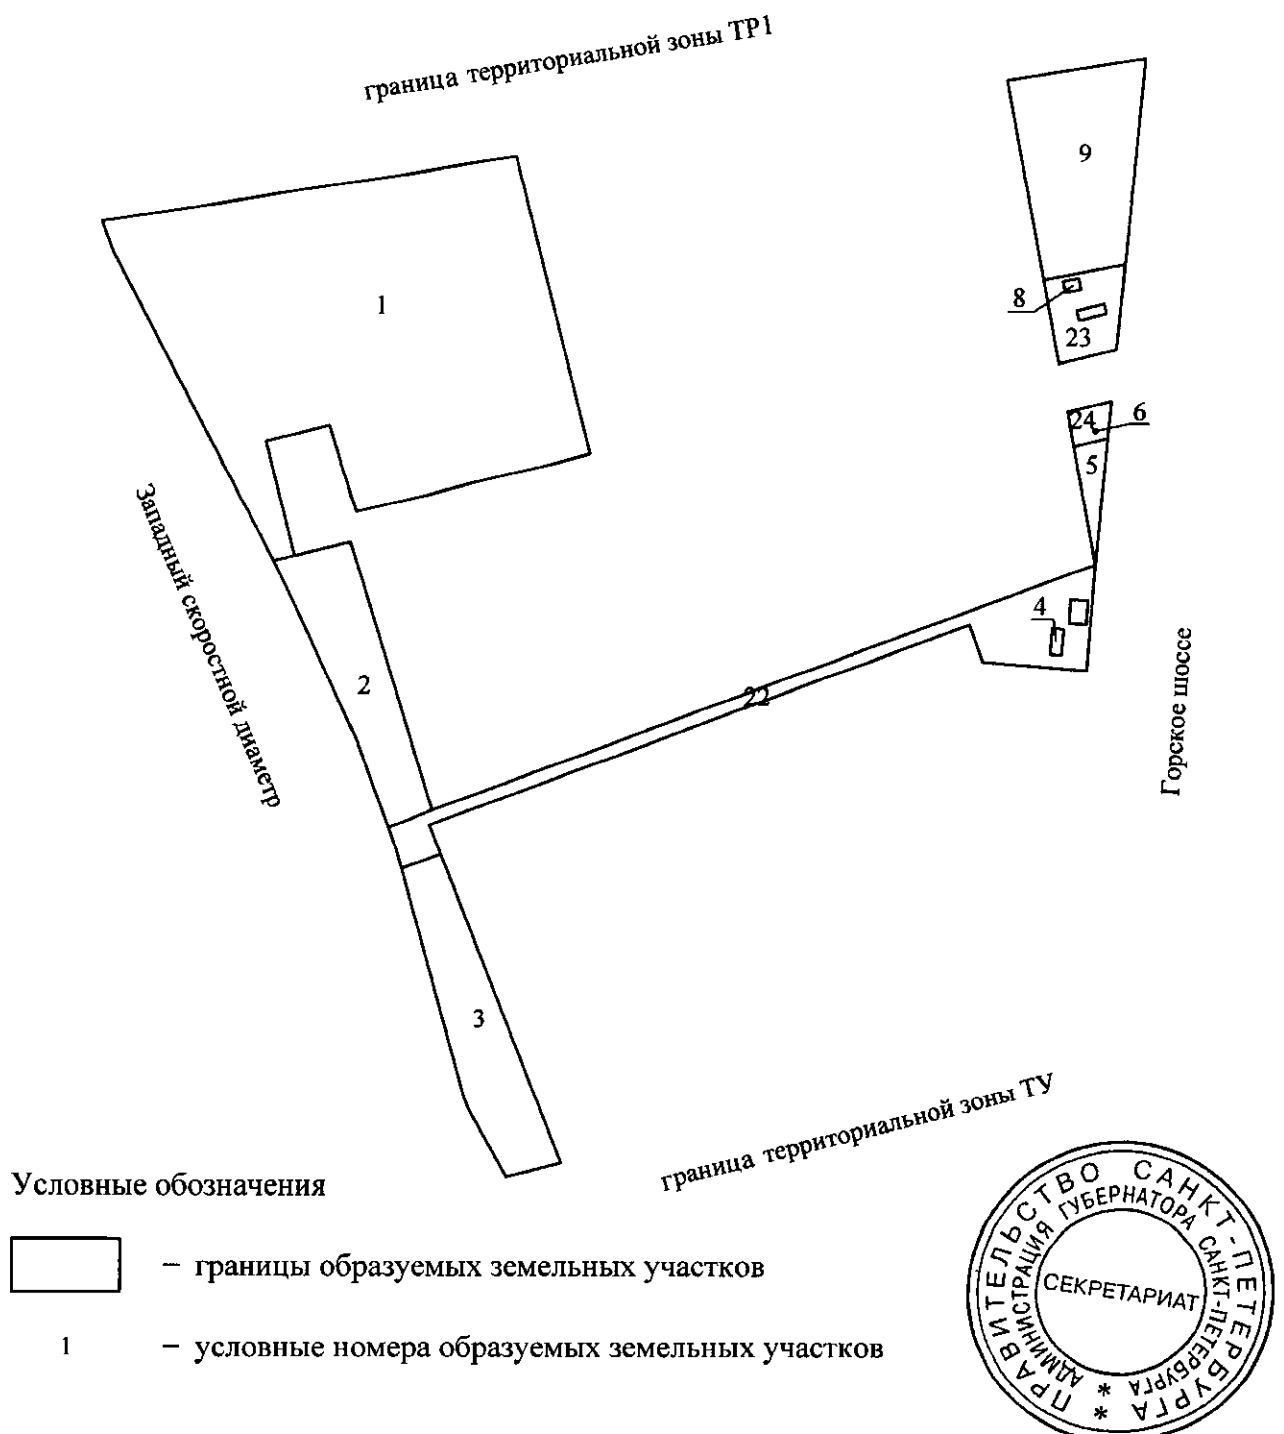 граница территориальной зоны ТР1
9
1
8
23
24
6
5
Западный скоростной диаметр
4
2
22
Горское шоссе
3
граница территориальной зоны ТУ
Условные обозначения
– границы образуемых земельных участков
1 – условные номера образуемых земельных участков
ПРАВИТЕЛЬСТВО САНКТ-ПЕТЕРБУРГА *
АДМИНИСТРАЦИЯ ГУБЕРНАТОРА САНКТ-ПЕТЕРБУРГА *
СЕКРЕТАРИАТ